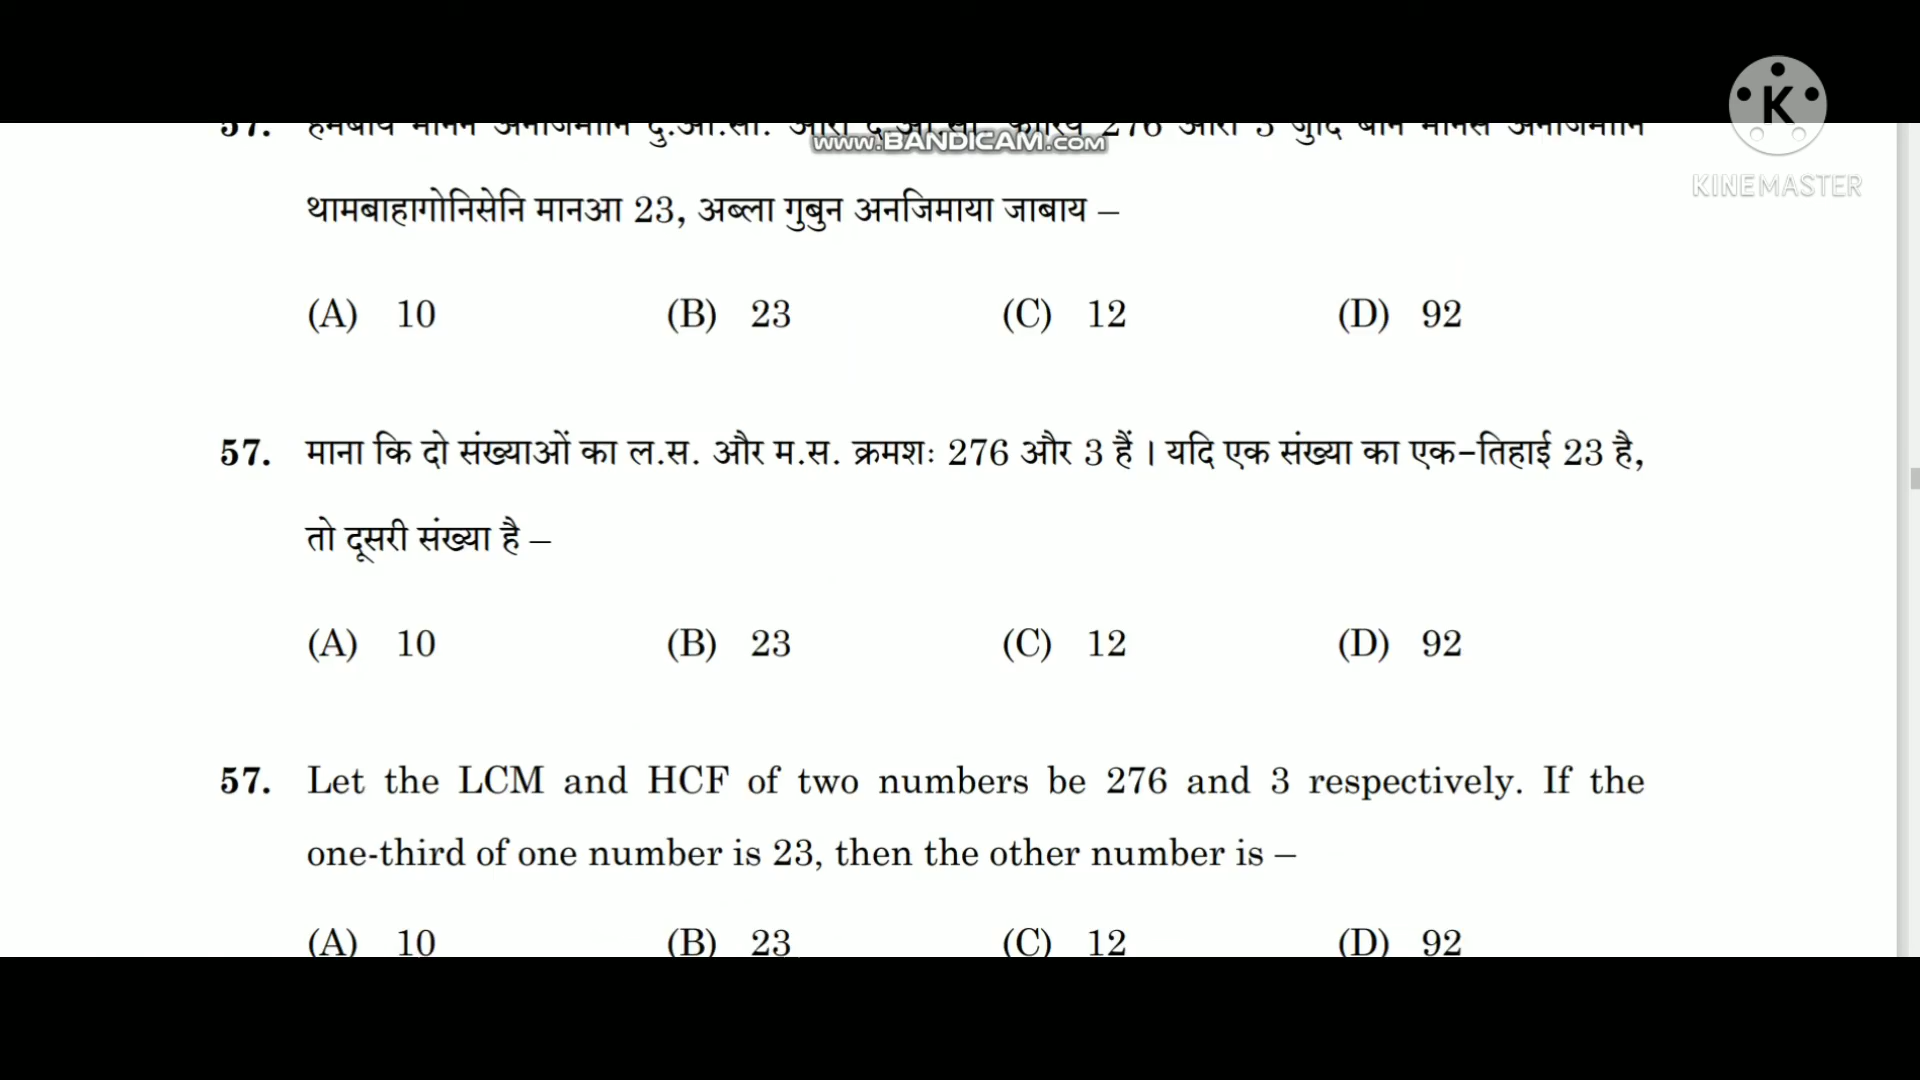 K
KINEMASTER
www.BANDICAM.com
276
थामबाहागोनिसेनि मानआ 23, अब्ला गुबुन अनजिमाया जाबाय –
(A) 10 (B) 23 (C) 12 (D) 92
57. माना कि दो संख्याओं का ल.स. और म.स. क्रमशः 276 और 3 हैं । यदि एक संख्या का एक-तिहाई 23 है,
तो दूसरी संख्या है –
(A) 10 (B) 23 (C) 12 (D) 92
57. Let the LCM and HCF of two numbers be 276 and 3 respectively. If the
one-third of one number is 23, then the other number is –
(A) 10 (B) 23 (C) 12 (D) 92